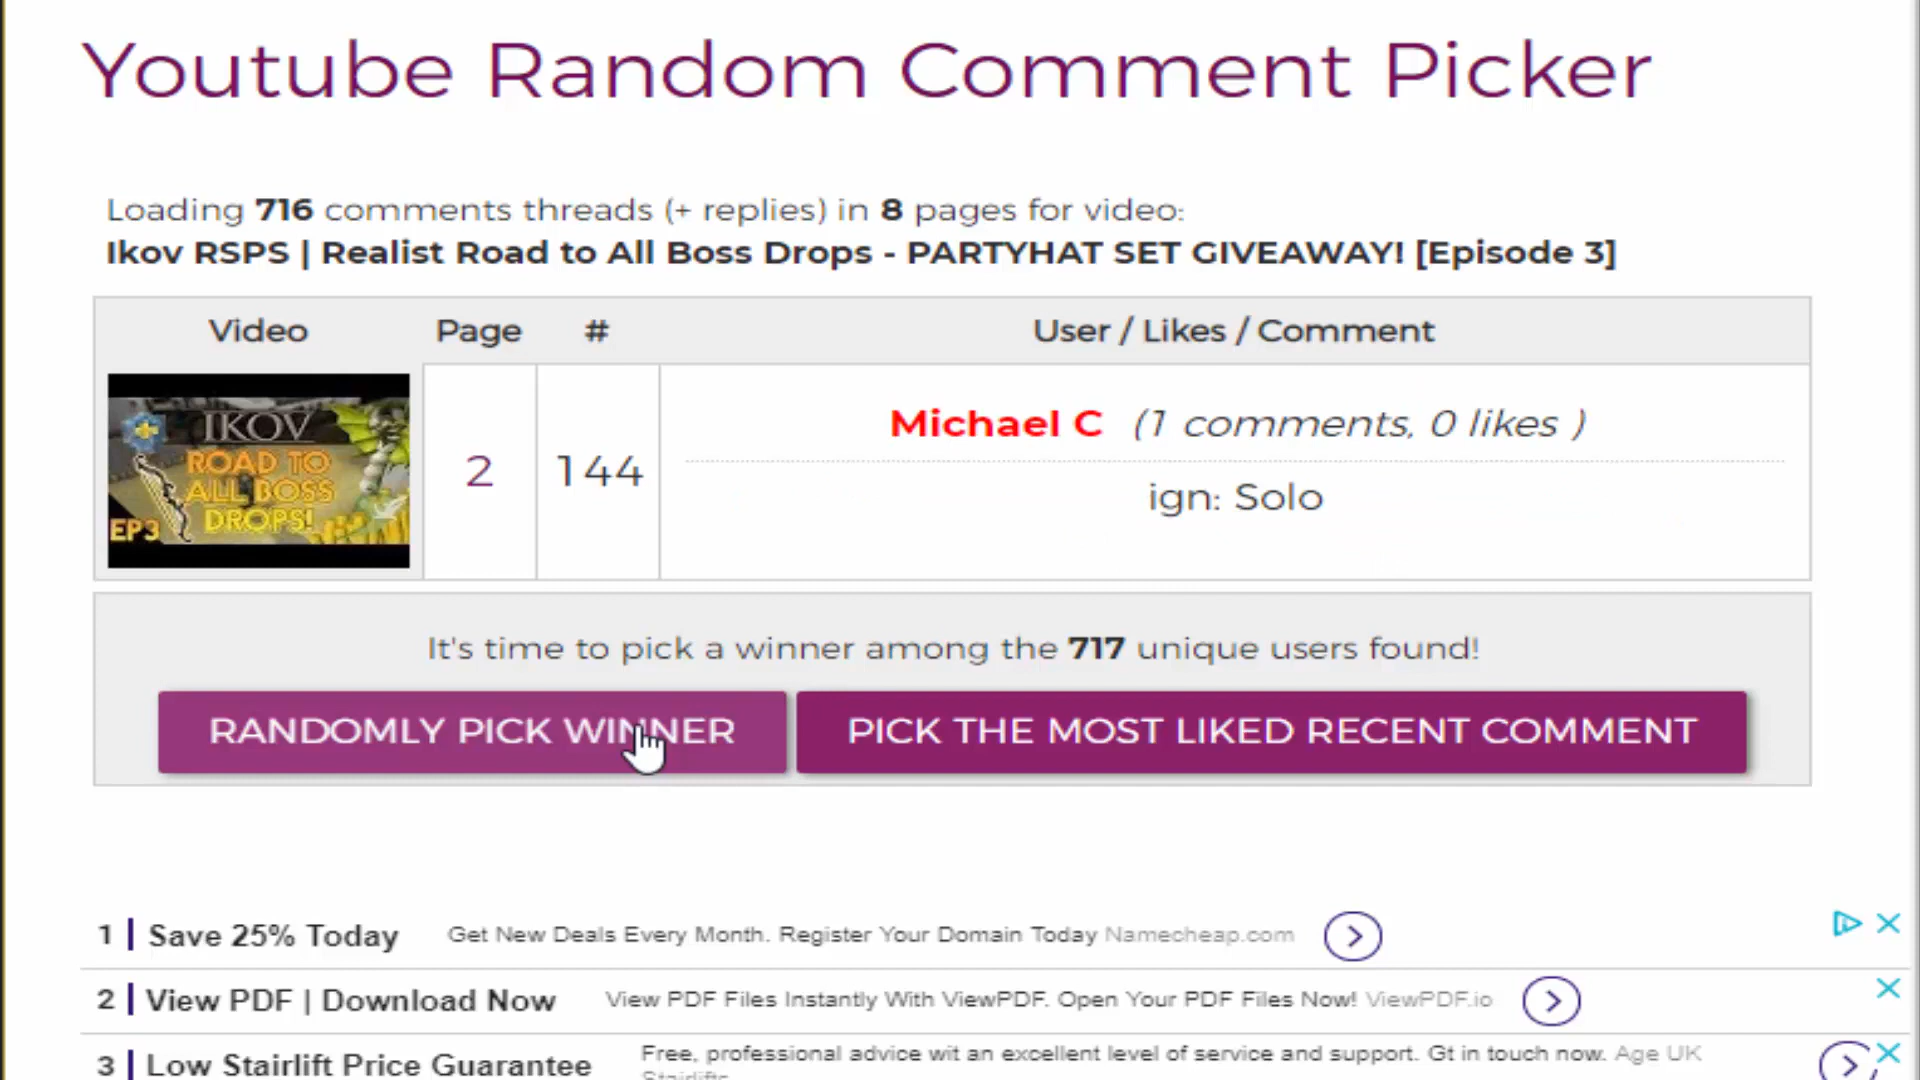 Youtube Random Comment Picker
Loading 716 comments threads (+ replies) in 8 pages for video:
Ikov RSPS | Realist Road to All Boss Drops - PARTYHAT SET GIVEAWAY! [Episode 3]
Video Page # User / Likes / Comment
IKOV
ROAD TO
ALL BOSS
DROPS!
EP3
2 144
Michael C (1 comments, 0 likes )
ign: Solo
It's time to pick a winner among the 717 unique users found!
RANDOMLY PICK WINNER PICK THE MOST LIKED RECENT COMMENT
1 Save 25% Today Get New Deals Every Month. Register Your Domain Today Namecheap.com
2 View PDF | Download Now View PDF Files Instantly With ViewPDF. Open Your PDF Files Now! ViewPDF.io
3 Low Stairlift Price Guarantee Free, professional advice wit an excellent level of service and support. Gt in touch now. Age UK
Stairlifts